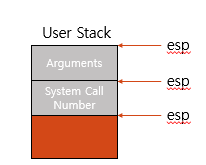 User Stack
esp
Arguments
esp
System Call
Number
esp